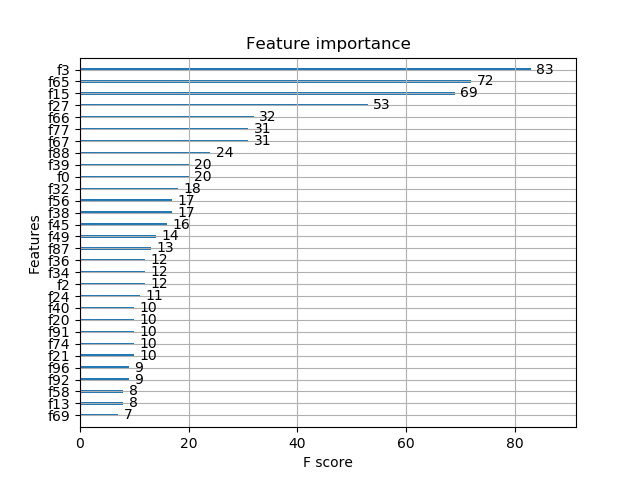 Feature importance
f3 83
f65 72
f15 69
f27 53
f66 32
f77 31
f67 31
f88 24
f39 20
f0 20
f32 18
f56 17
f38 17
f45 16
f49 14
f87 13
f36 12
f34 12
f2 12
f24 11
f40 10
f20 10
f91 10
f74 10
f21 10
f96 9
f92 9
f58 8
f13 8
f69 7
Features
0 20 40 60 80
F score